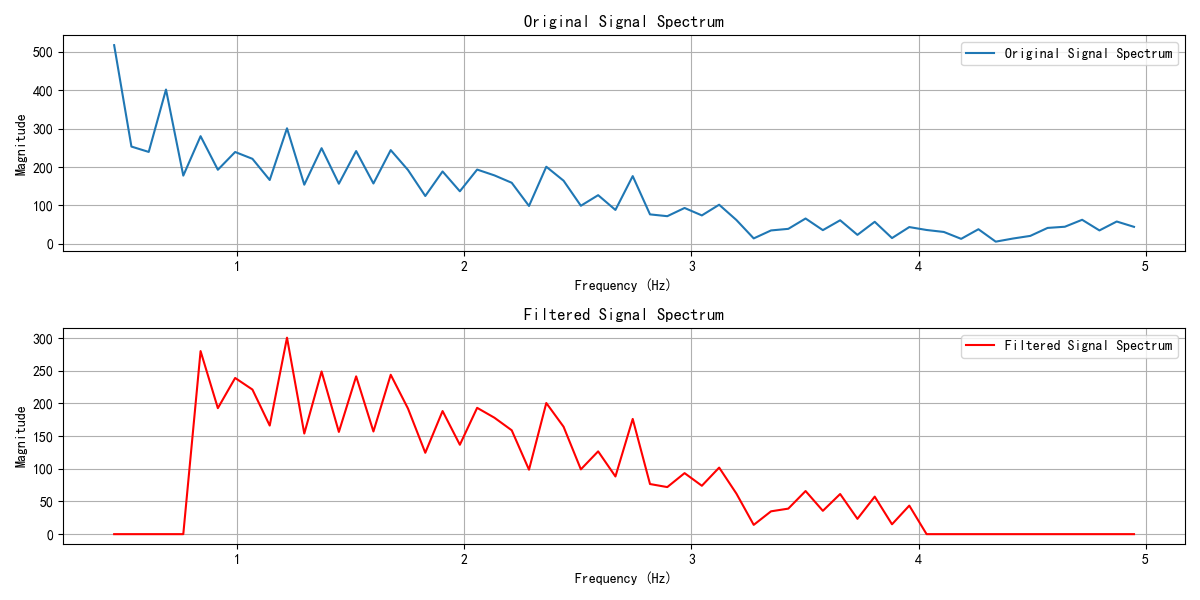 Original Signal Spectrum
Original Signal Spectrum
Magnitude
500
400
300
200
100
0
1
2
3
4
5
Frequency (Hz)
Filtered Signal Spectrum
Filtered Signal Spectrum
Magnitude
300
250
200
150
100
50
0
1
2
3
4
5
Frequency (Hz)